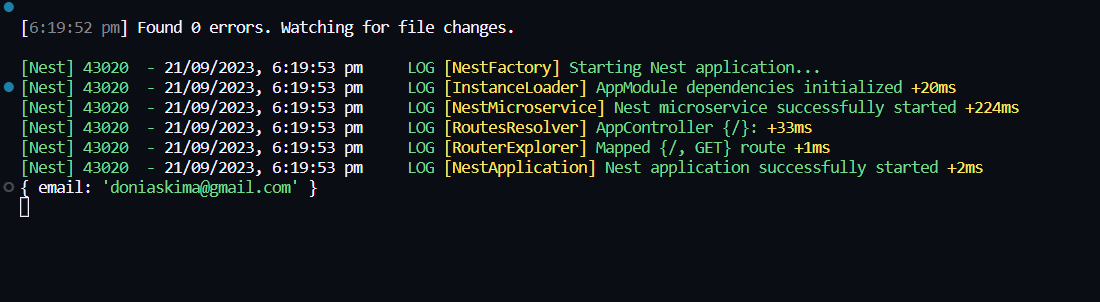 [6:19:52 pm] Found 0 errors. Watching for file changes.
[Nest] 43020  - 21/09/2023, 6:19:53 pm     LOG [NestFactory] Starting Nest application...
[Nest] 43020  - 21/09/2023, 6:19:53 pm     LOG [InstanceLoader] AppModule dependencies initialized +20ms
[Nest] 43020  - 21/09/2023, 6:19:53 pm     LOG [NestMicroservice] Nest microservice successfully started +224ms
[Nest] 43020  - 21/09/2023, 6:19:53 pm     LOG [RoutesResolver] AppController {/}: +33ms
[Nest] 43020  - 21/09/2023, 6:19:53 pm     LOG [RouterExplorer] Mapped {/, GET} route +1ms
[Nest] 43020  - 21/09/2023, 6:19:53 pm     LOG [NestApplication] Nest application successfully started +2ms
{ email: 'doniaskima@gmail.com' }